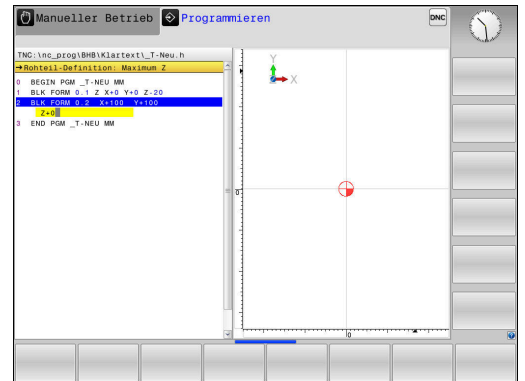 Manueller Betrieb
Programmieren
DNC
TNC:\nc_prog\BHB\Klartext\_T-Neu.h
→Rohteil-Definition: Maximum Z
0 BEGIN PGM _T-NEU MM
1 BLK FORM 0.1 Z X+0 Y+0 Z-20
2 BLK FORM 0.2 X+100 Y+100
Z+0
3 END PGM _T-NEU MM
Y
X
0
0